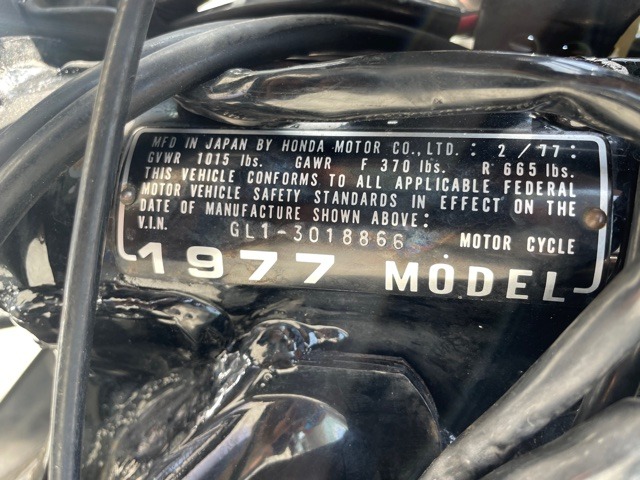 MFD IN JAPAN BY HONDA MOTOR CO., LTD. : 2 / 77 :
GVWR 1015 lbs. GAWR F 370 lbs. R 665 lbs.
THIS VEHICLE CONFORMS TO ALL APPLICABLE FEDERAL
MOTOR VEHICLE SAFETY STANDARDS IN EFFECT ON THE
DATE OF MANUFACTURE SHOWN ABOVE :
V.I.N. GL1-3018866 MOTOR CYCLE
1977 MODEL